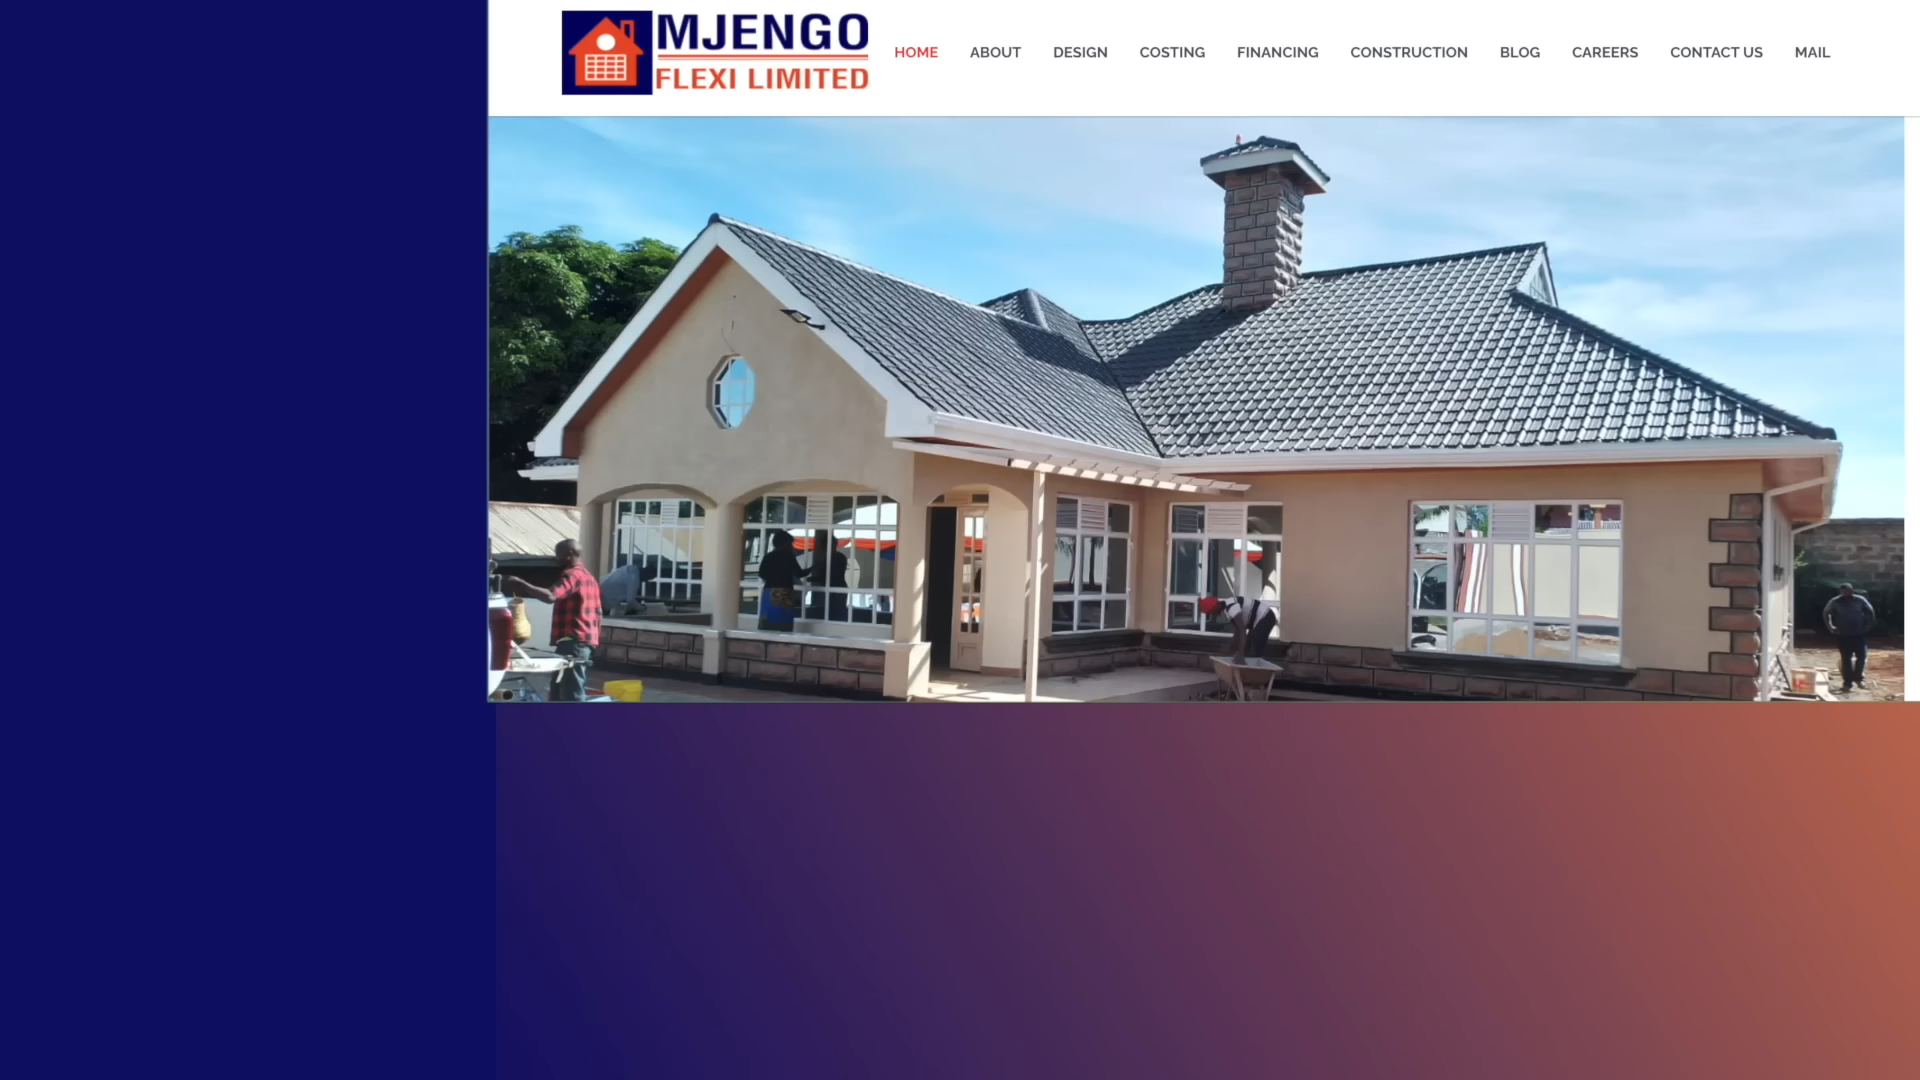 MJENGO
FLEXI LIMITED
HOME ABOUT DESIGN COSTING FINANCING CONSTRUCTION BLOG CAREERS CONTACT US MAIL